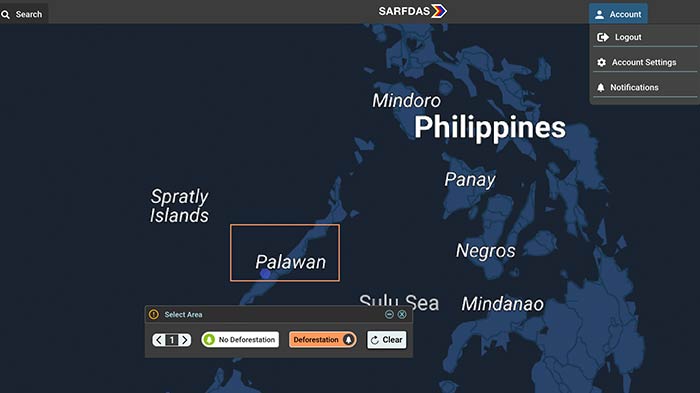 Search
SARFDAS
Account
Logout
Account Settings
Notifications
Mindoro
Philippines
Panay
Spratly
Islands
Palawan
Negros
Sulu Sea
Mindanao
Select Area
1
No Deforestation
Deforestation
Clear